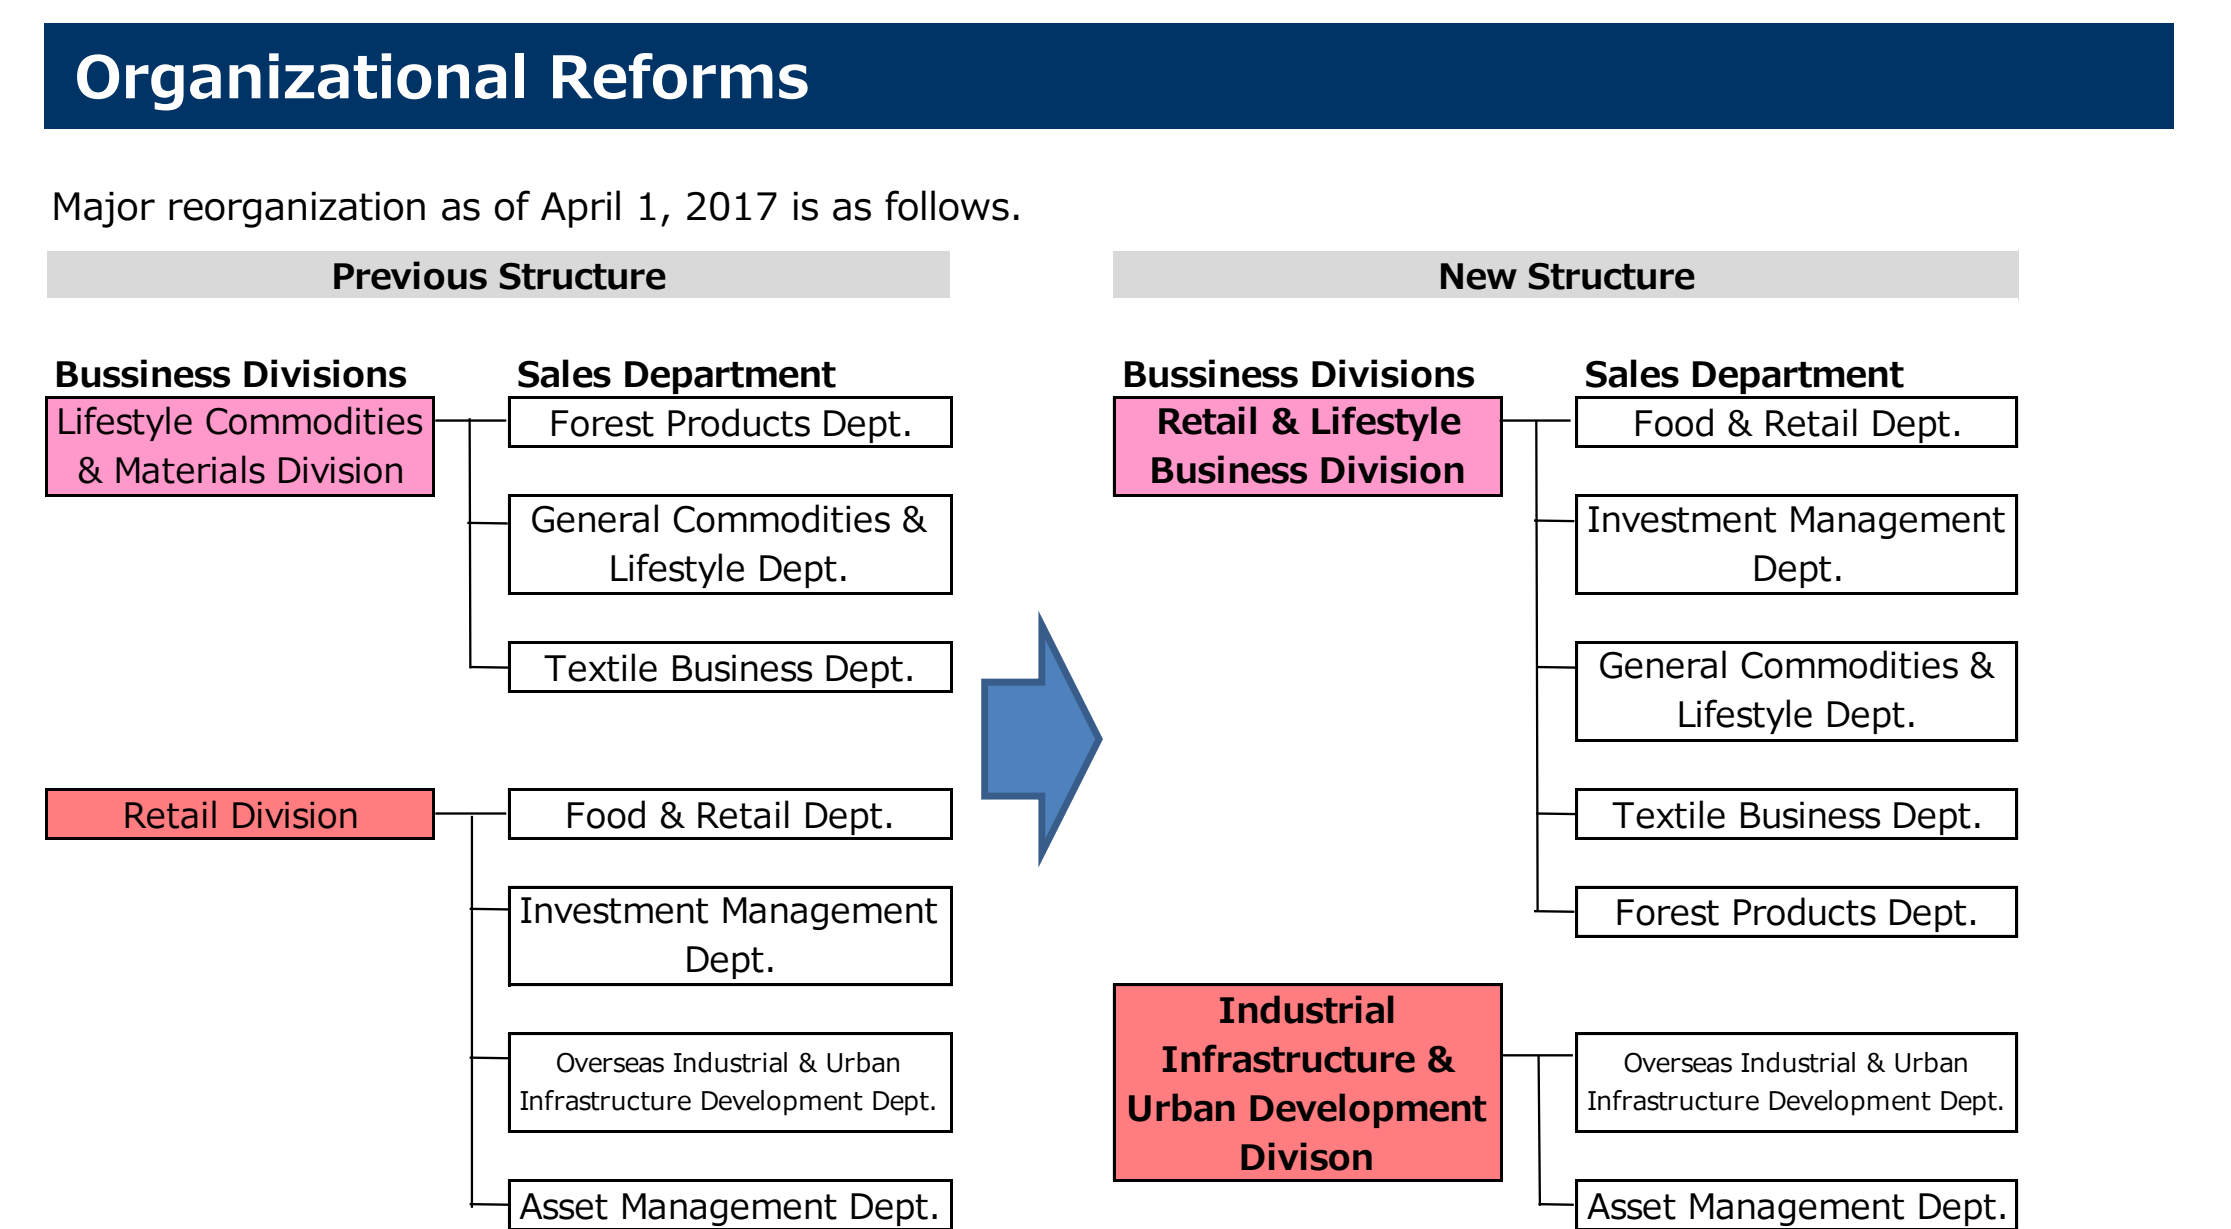 Organizational Reforms
Major reorganization as of April 1, 2017 is as follows.
Previous Structure
Bussiness Divisions
Sales Department
Lifestyle Commodities
& Materials Division
Forest Products Dept.
General Commodities &
Lifestyle Dept.
Textile Business Dept.
Retail Division
Food & Retail Dept.
Investment Management
Dept.
Overseas Industrial & Urban
Infrastructure Development Dept.
Asset Management Dept.
New Structure
Bussiness Divisions
Sales Department
Retail & Lifestyle
Business Division
Food & Retail Dept.
Investment Management
Dept.
General Commodities &
Lifestyle Dept.
Textile Business Dept.
Forest Products Dept.
Industrial
Infrastructure &
Urban Development
Divison
Overseas Industrial & Urban
Infrastructure Development Dept.
Asset Management Dept.